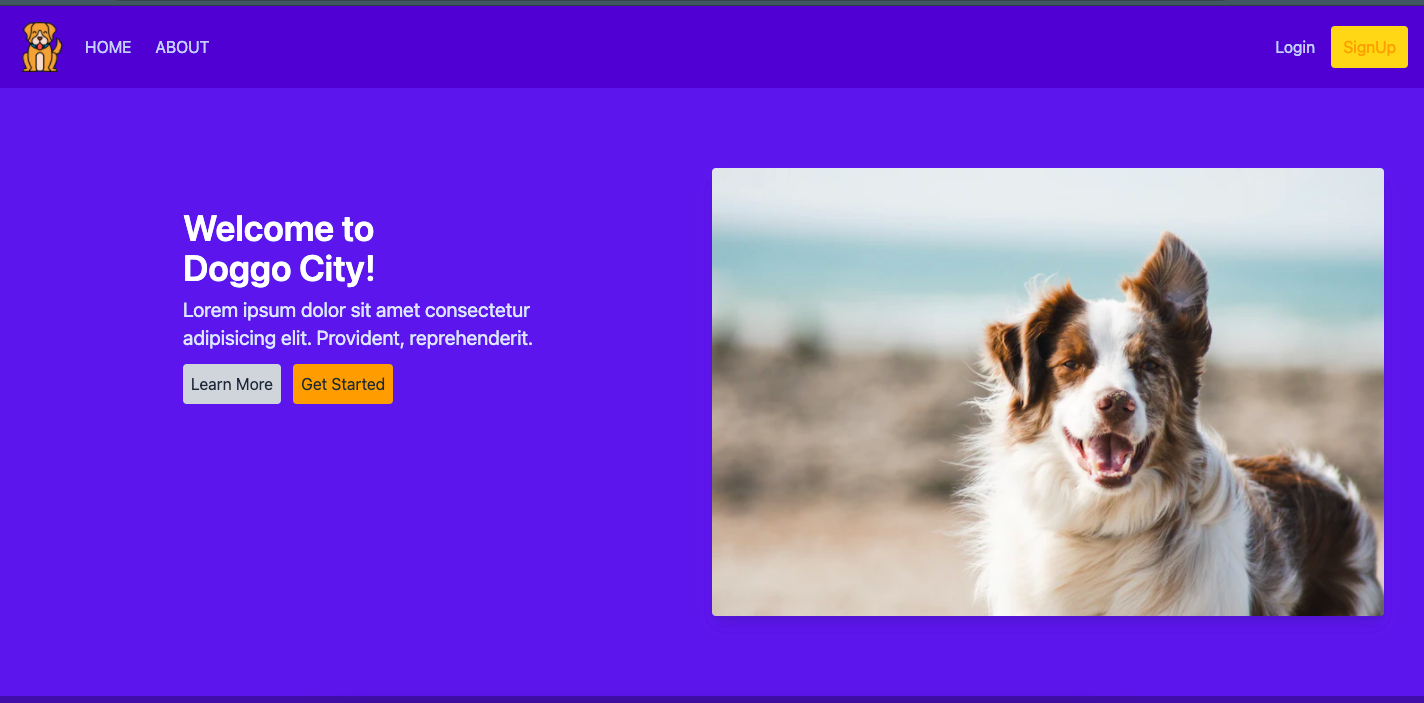 HOME
ABOUT
Login
SignUp
Welcome to
Doggo City!
Lorem ipsum dolor sit amet consectetur
adipisicing elit. Provident, reprehenderit.
Learn More
Get Started